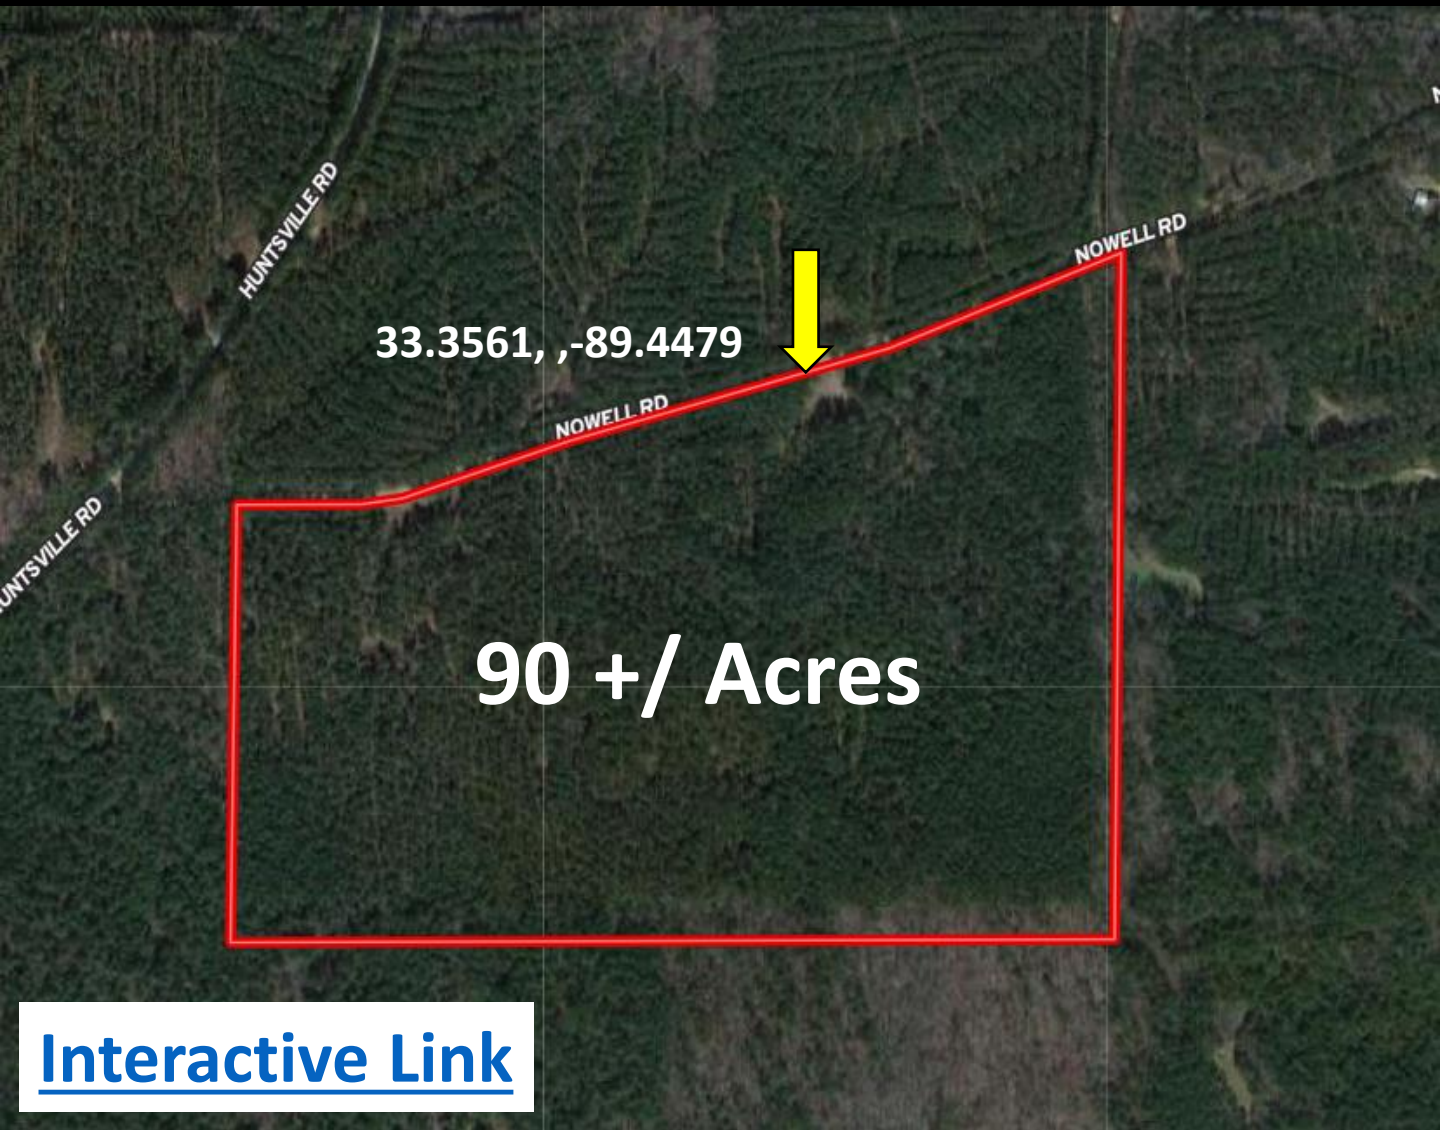 HUNTSVILLE RD
NOWELL RD
33.3561, ,-89.4479
NOWELL RD
UNTSVILLE RD
90 +/ Acres
Interactive Link